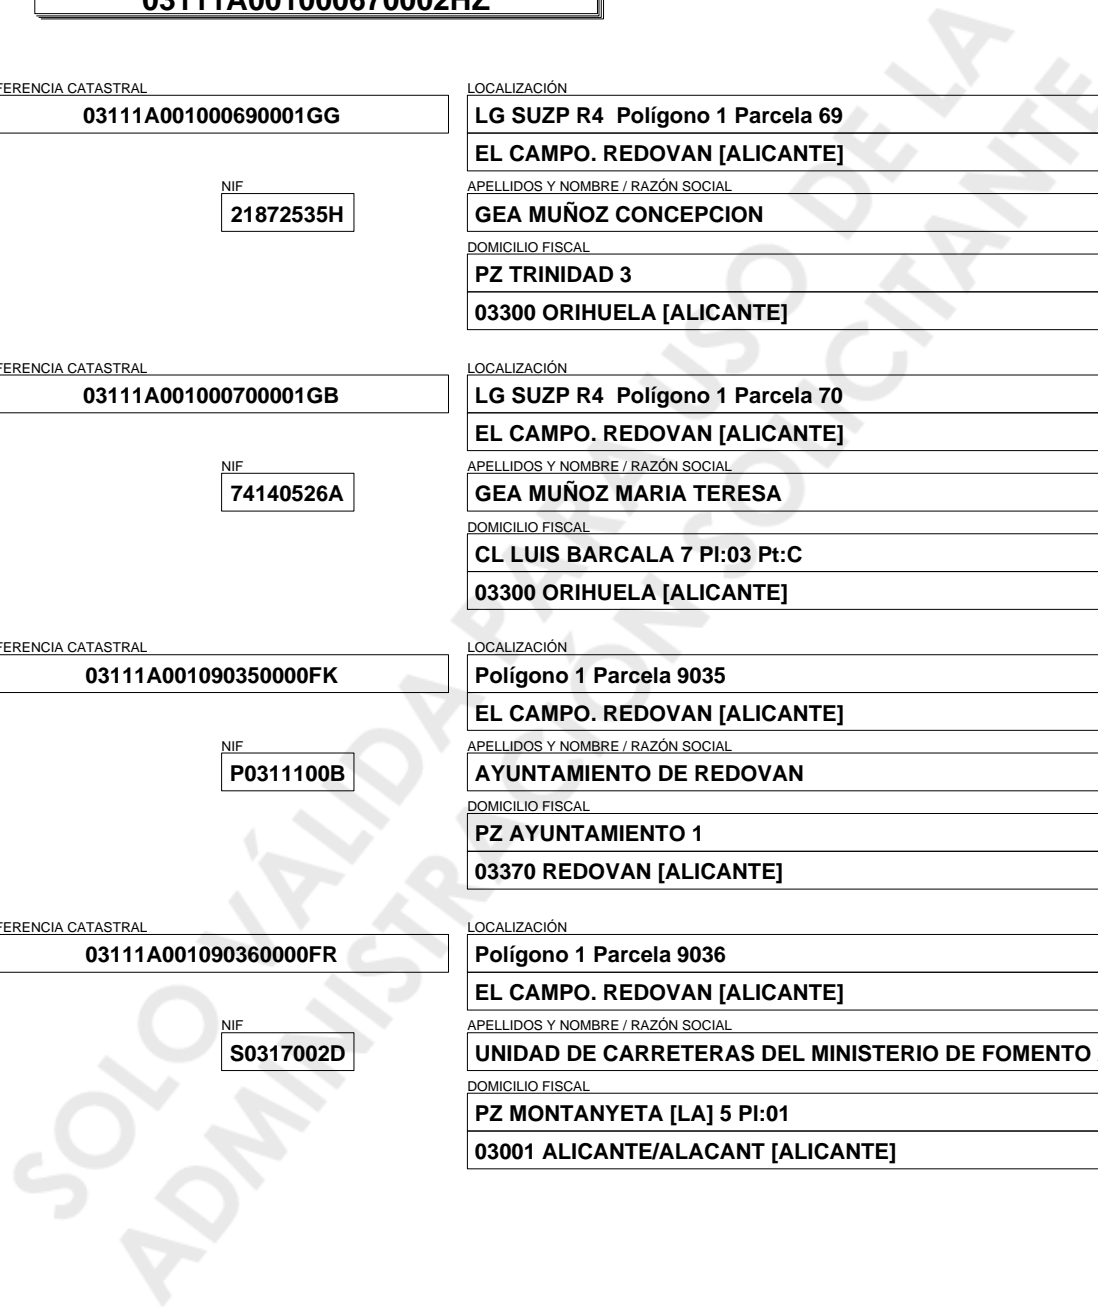 03111A001000670002HZ
FERENCIA CATASTRAL LOCALIZACIÓN
03111A001000690001GG LG SUZP R4 Polígono 1 Parcela 69
EL CAMPO. REDOVAN [ALICANTE]
NIF APELLIDOS Y NOMBRE / RAZÓN SOCIAL
21872535H GEA MUÑOZ CONCEPCION
DOMICILIO FISCAL
PZ TRINIDAD 3
03300 ORIHUELA [ALICANTE]
FERENCIA CATASTRAL LOCALIZACIÓN
03111A001000700001GB LG SUZP R4 Polígono 1 Parcela 70
EL CAMPO. REDOVAN [ALICANTE]
NIF APELLIDOS Y NOMBRE / RAZÓN SOCIAL
74140526A GEA MUÑOZ MARIA TERESA
DOMICILIO FISCAL
CL LUIS BARCALA 7 Pl:03 Pt:C
03300 ORIHUELA [ALICANTE]
FERENCIA CATASTRAL LOCALIZACIÓN
03111A001090350000FK Polígono 1 Parcela 9035
EL CAMPO. REDOVAN [ALICANTE]
NIF APELLIDOS Y NOMBRE / RAZÓN SOCIAL
P0311100B AYUNTAMIENTO DE REDOVAN
DOMICILIO FISCAL
PZ AYUNTAMIENTO 1
03370 REDOVAN [ALICANTE]
FERENCIA CATASTRAL LOCALIZACIÓN
03111A001090360000FR Polígono 1 Parcela 9036
EL CAMPO. REDOVAN [ALICANTE]
NIF APELLIDOS Y NOMBRE / RAZÓN SOCIAL
S0317002D UNIDAD DE CARRETERAS DEL MINISTERIO DE FOMENTO
DOMICILIO FISCAL
PZ MONTANYETA [LA] 5 Pl:01
03001 ALICANTE/ALACANT [ALICANTE]
SOLO VÁLIDA PARA USO DE LA
ADMINISTRACIÓN SOLICITANTE